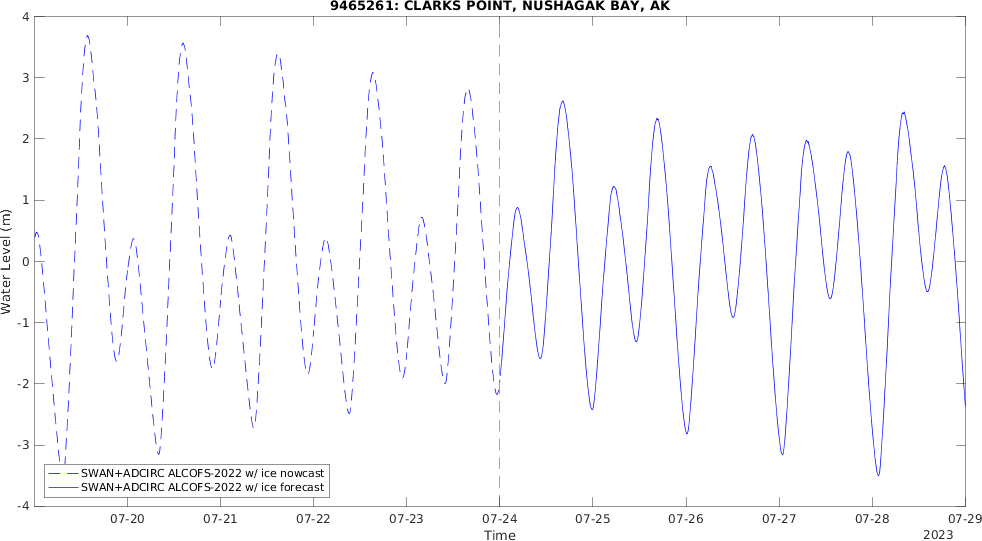 9465261: CLARKS POINT, NUSHAGAK BAY, AK
4
3
2
1
0
-1
-2
-3
-4
Water Level (m)
SWAN+ADCIRC ALCOFS-2022 w/ ice nowcast
SWAN+ADCIRC ALCOFS-2022 w/ ice forecast
07-20 07-21 07-22 07-23 07-24 07-25 07-26 07-27 07-28 07-29
Time
2023